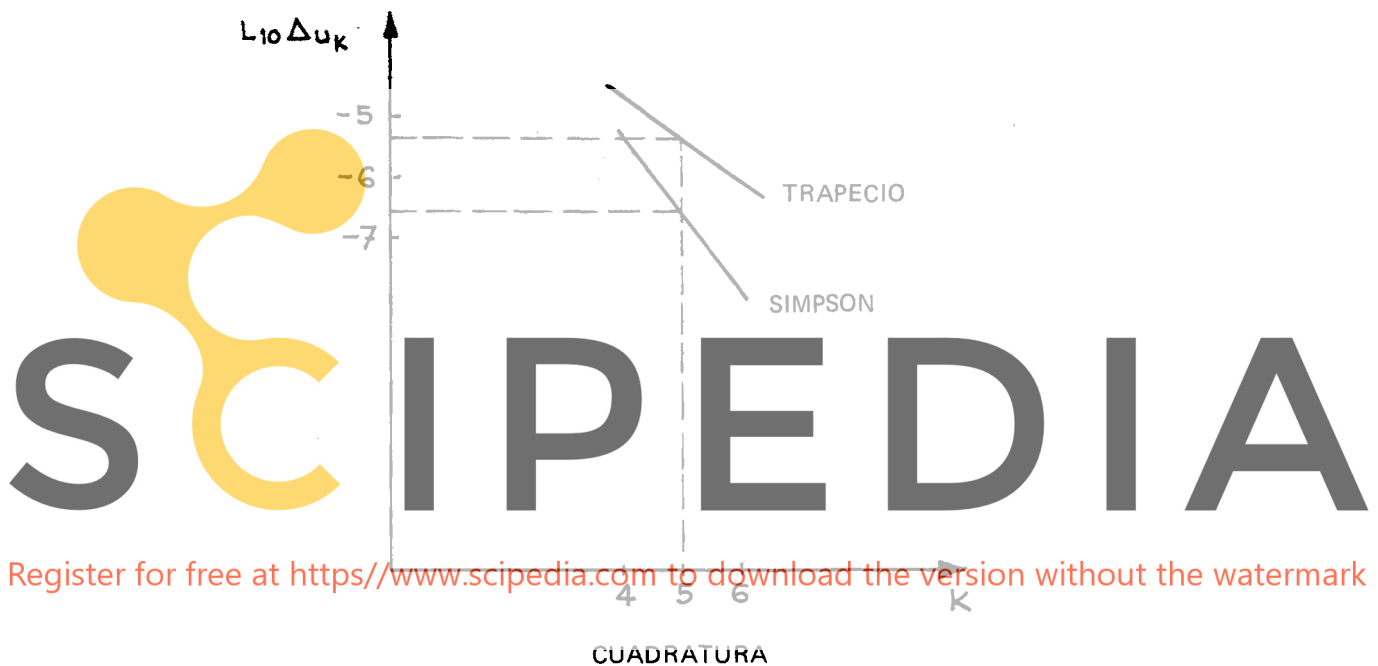 L10 Δuk
-5
-6
-7
TRAPECIO
SIMPSON
SCIPEDIA
Register for free at https//www.scipedia.com to download the version without the watermark
4 5 6
K
CUADRATURA